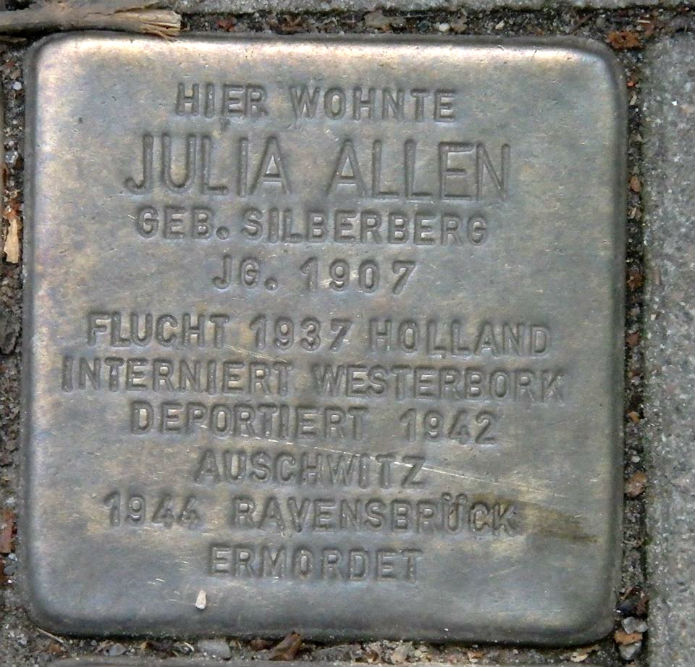 HIER WOHNTE
JULIA ALLEN
GEB. SILBERBERG
JG. 1907
FLUCHT 1937 HOLLAND
INTERNIERT WESTERBORK
DEPORTIERT 1942
AUSCHWITZ
1944 RAVENSBRÜCK
ERMORDET